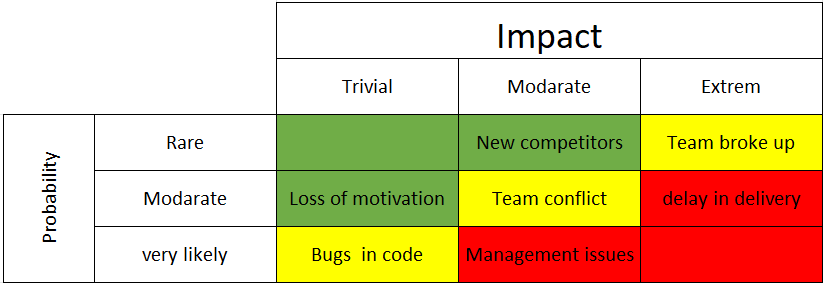 Impact
Trivial Modarate Extrem
Probability
Rare New competitors Team broke up
Modarate Loss of motivation Team conflict delay in delivery
very likely Bugs  in code Management issues